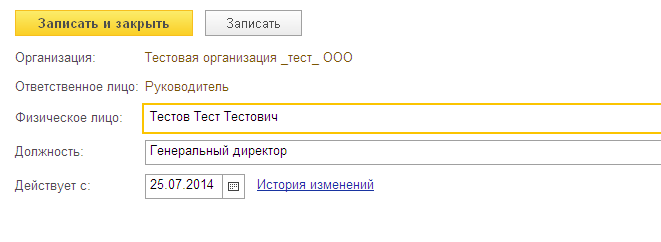 Записать и закрыть Записать
Организация: Тестовая организация _тест_ ООО
Ответственное лицо: Руководитель
Физическое лицо: Тестов Тест Тестович
Должность: Генеральный директор
Действует с: 25.07.2014 История изменений